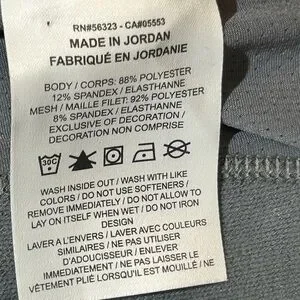 RN#56323 - CA#05553
MADE IN JORDAN
FABRIQUÉ EN JORDANIE
BODY / CORPS: 88% POLYESTER
12% SPANDEX / ELASTHANNE
MESH / MAILLE FILET: 92% POLYESTER
8% SPANDEX / ELASTHANNE
EXCLUSIVE OF DECORATION /
DECORATION NON COMPRISE
30C
WASH INSIDE OUT / WASH WITH LIKE
COLORS / DO NOT USE SOFTENERS /
REMOVE IMMEDIATELY / DO NOT ALLOW TO
LAY ON ITSELF WHEN WET / DO NOT IRON
DESIGN
LAVER A L'ENVERS / LAVER AVEC COULEURS
SIMILAIRES / NE PAS UTILISER
D'ADOUCISSEUR / ENLEVER
IMMÉDIATEMENT / NE PAS LAISSER LE
VÊTEMENT PLIÉ LORSQU'IL EST MOUILLÉ / NE